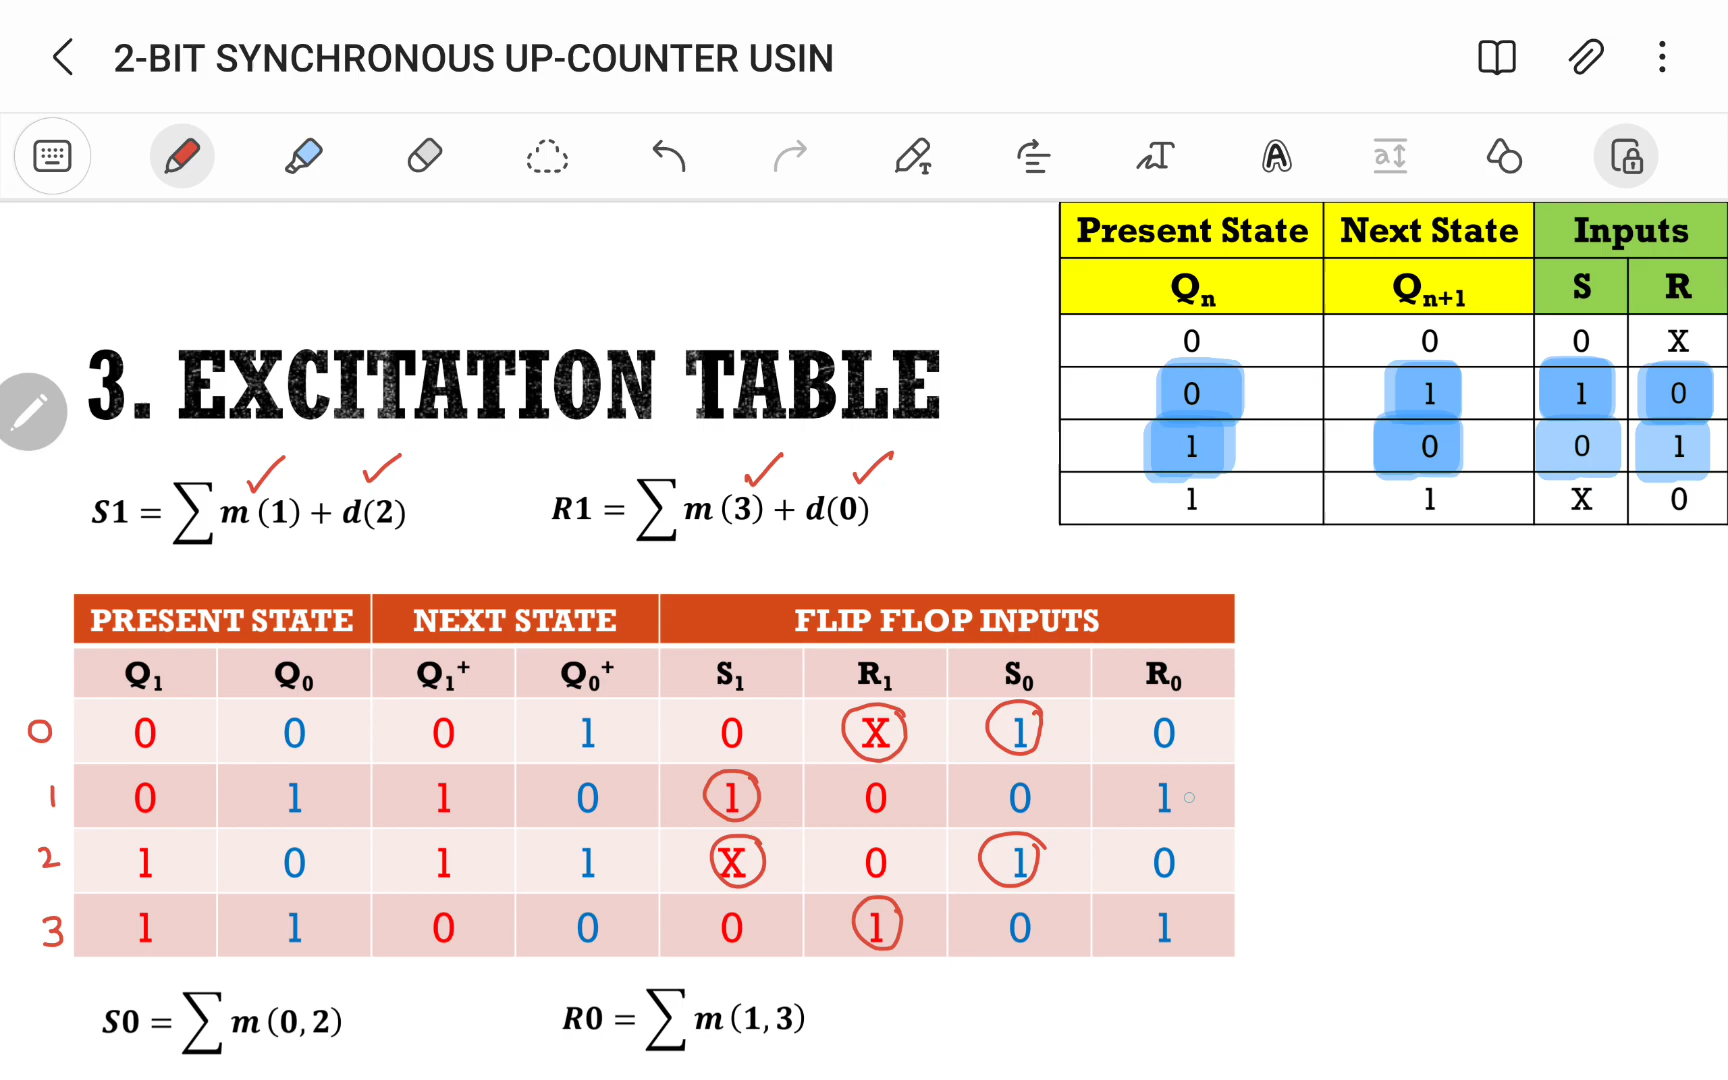 2-BIT SYNCHRONOUS UP-COUNTER USIN
Present State Next State Inputs
Qn Qn+1 S R
0 0 0 X
0 1 1 0
1 0 0 1
1 1 X 0
3. EXCITATION TABLE
S1 = ∑ m (1) + d(2) R1 = ∑ m (3) + d(0)
PRESENT STATE NEXT STATE FLIP FLOP INPUTS
Q1 Q0 Q1+ Q0+ S1 R1 S0 R0
0 0 0 0 1 0 X 1 0
1 0 1 1 0 1 0 0 1
2 1 0 1 1 X 0 1 0
3 1 1 0 0 0 1 0 1
S0 = ∑ m (0, 2) R0 = ∑ m (1, 3)